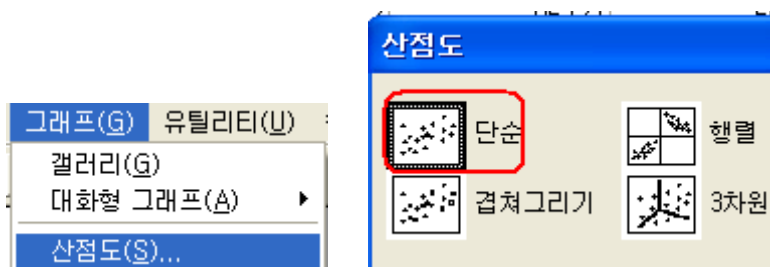 그래프(G) 유틸리티(U)
갤러리(G)
대화형 그래프(A)
산점도(S)...
산점도
단순
행렬
겹쳐그리기
3차원